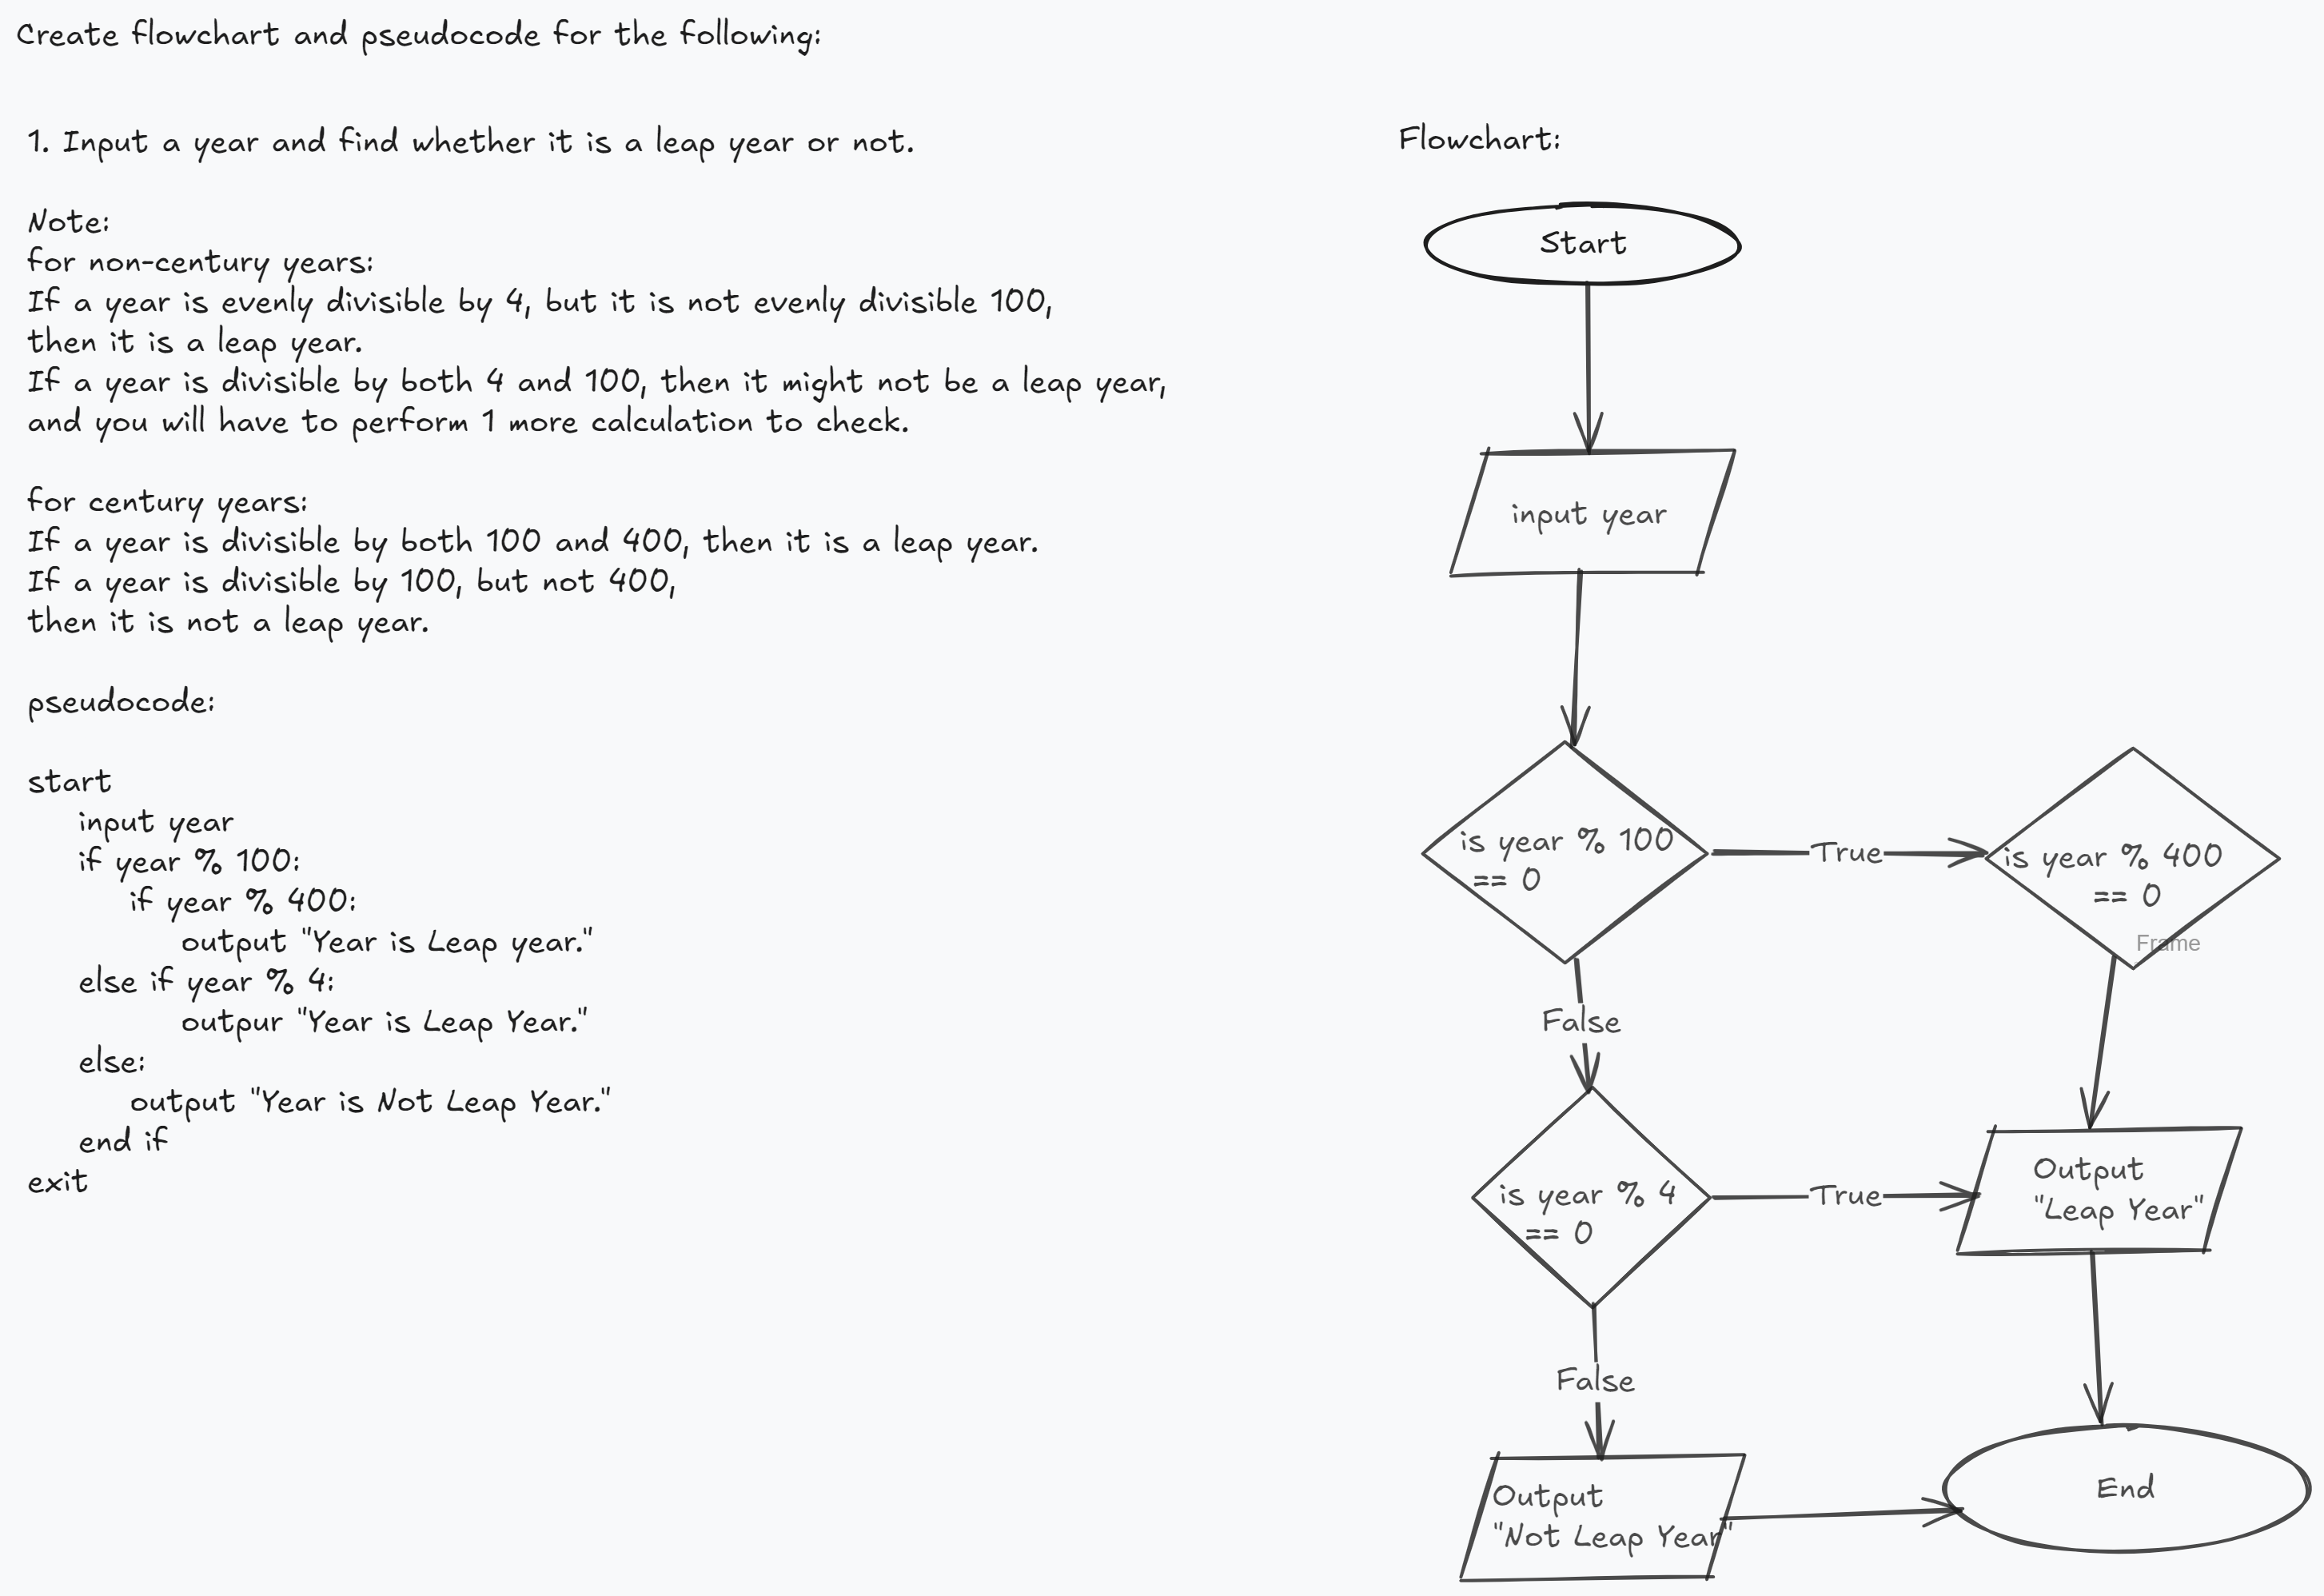 Create flowchart and pseudocode for the following:
1. Input a year and find whether it is a leap year or not.
Note:
for non-century years:
If a year is evenly divisible by 4, but it is not evenly divisible 100,
then it is a leap year.
If a year is divisible by both 4 and 100, then it might not be a leap year,
and you will have to perform 1 more calculation to check.
for century years:
If a year is divisible by both 100 and 400, then it is a leap year.
If a year is divisible by 100, but not 400,
then it is not a leap year.
pseudocode:
start
input year
if year % 100:
if year % 400:
output "Year is Leap year."
else if year % 4:
outpur "Year is Leap Year."
else:
output "Year is Not Leap Year."
end if
exit
Flowchart:
Start
input year
is year % 100
== 0
True
is year % 400
== 0
Frame
False
is year % 4
== 0
True
Output
"Leap Year"
False
Output
"Not Leap Year"
End